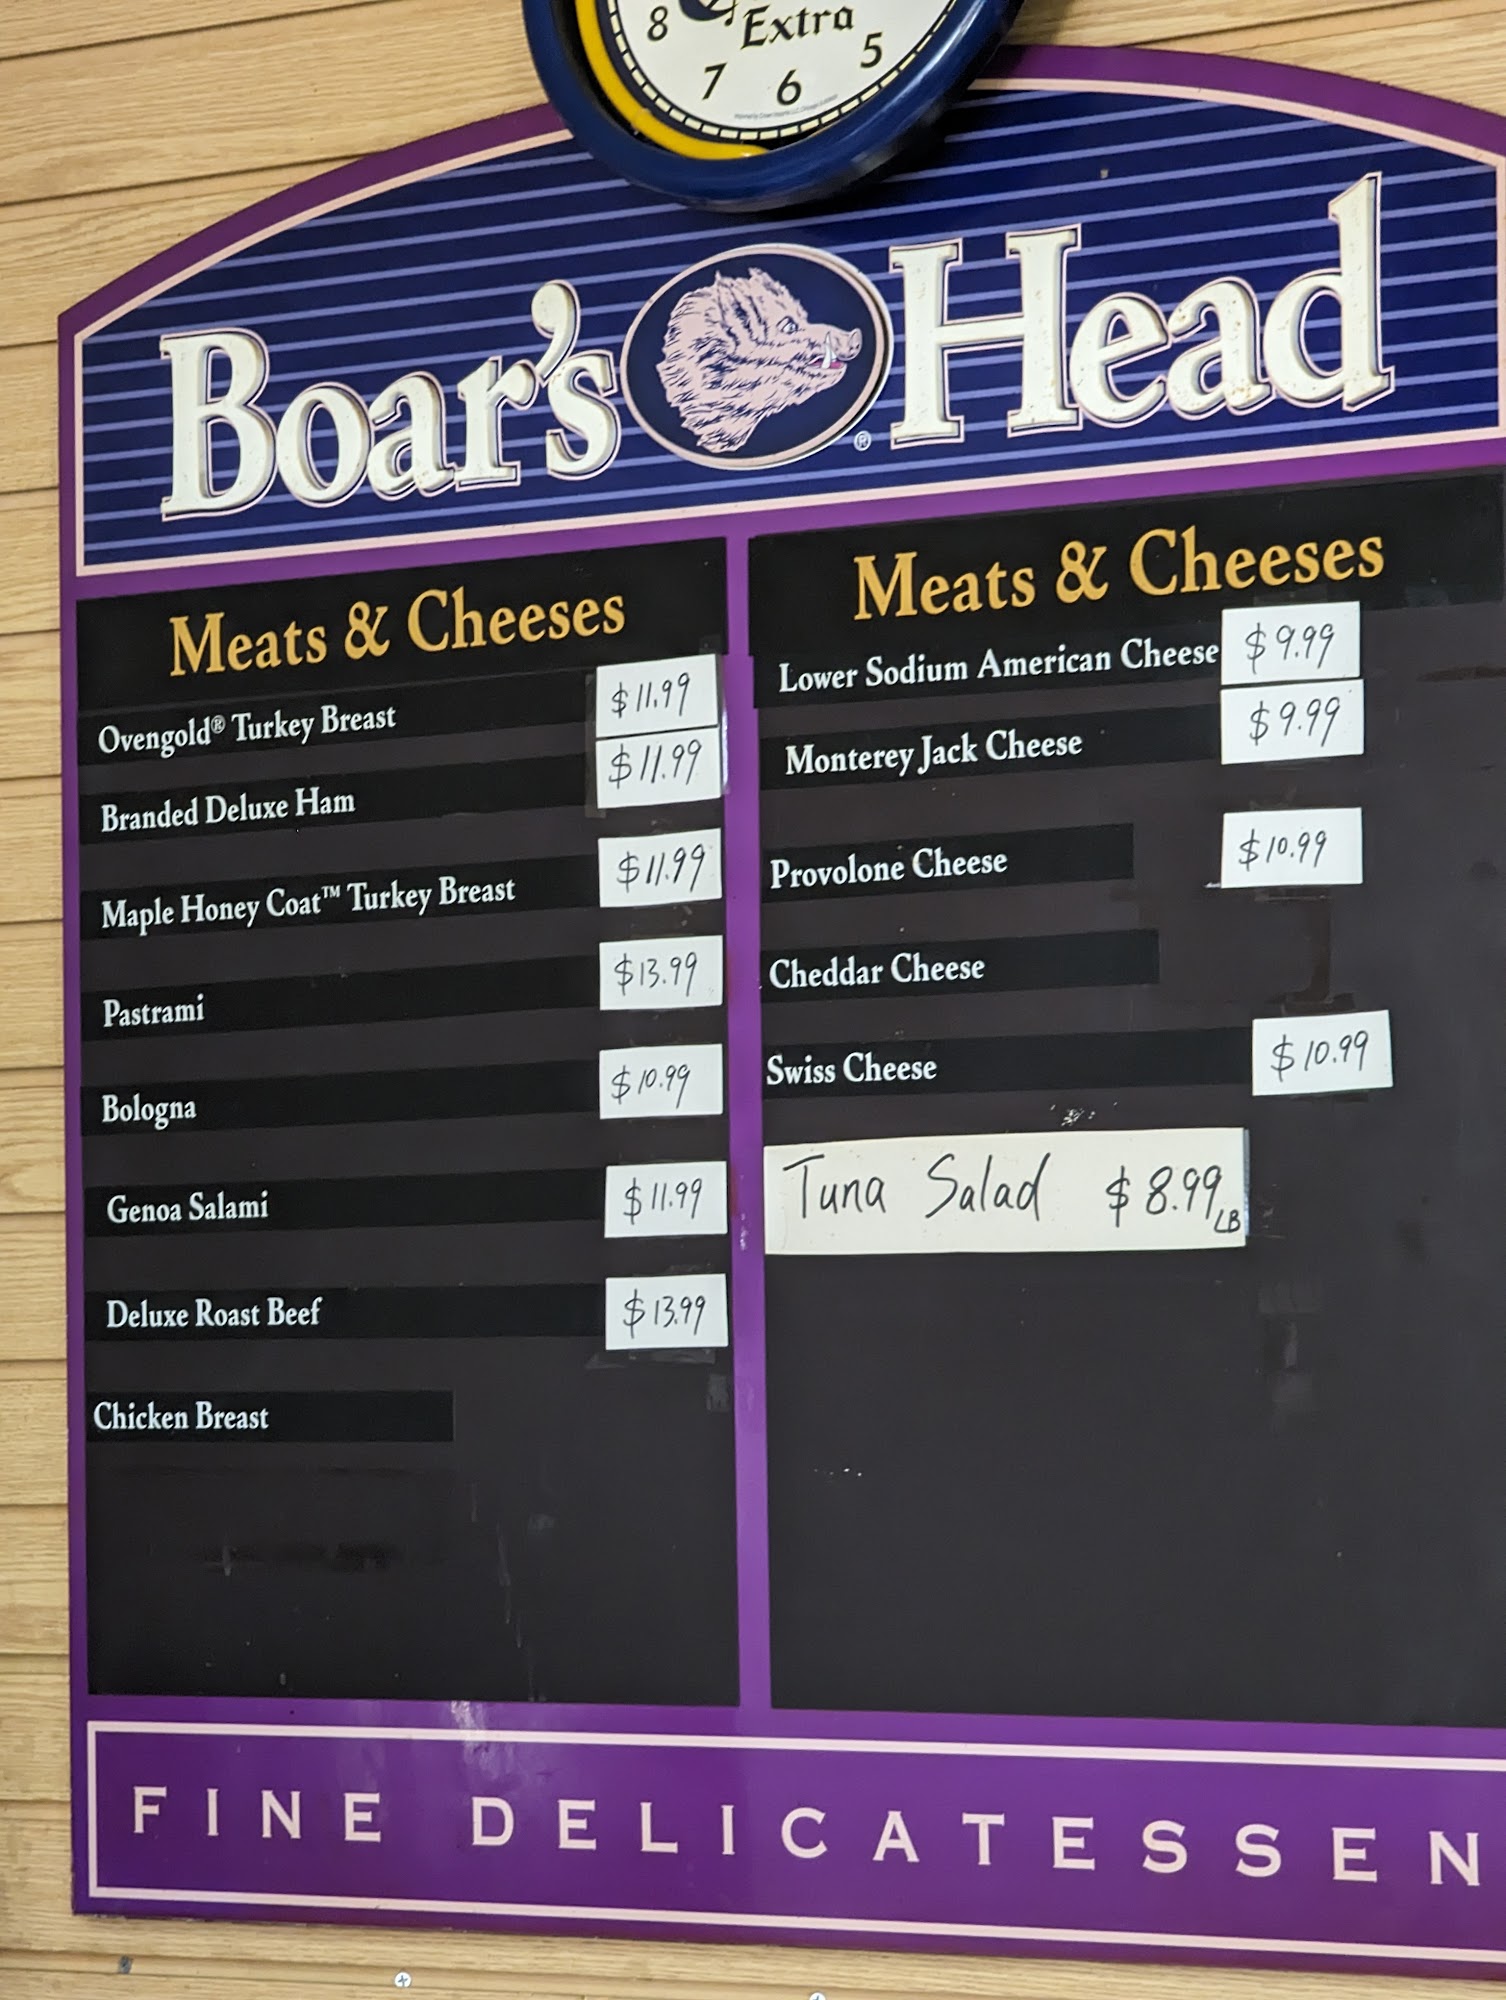 8 Extra 5
7 6
Boar's Head®
Meats & Cheeses
Ovengold® Turkey Breast $11.99
Branded Deluxe Ham $11.99
Maple Honey Coat™ Turkey Breast $11.99
Pastrami $13.99
Bologna $10.99
Genoa Salami $11.99
Deluxe Roast Beef $13.99
Chicken Breast
Meats & Cheeses
Lower Sodium American Cheese $9.99
Monterey Jack Cheese $9.99
Provolone Cheese $10.99
Cheddar Cheese
Swiss Cheese $10.99
Tuna Salad $8.99 LB
FINE DELICATESSEN